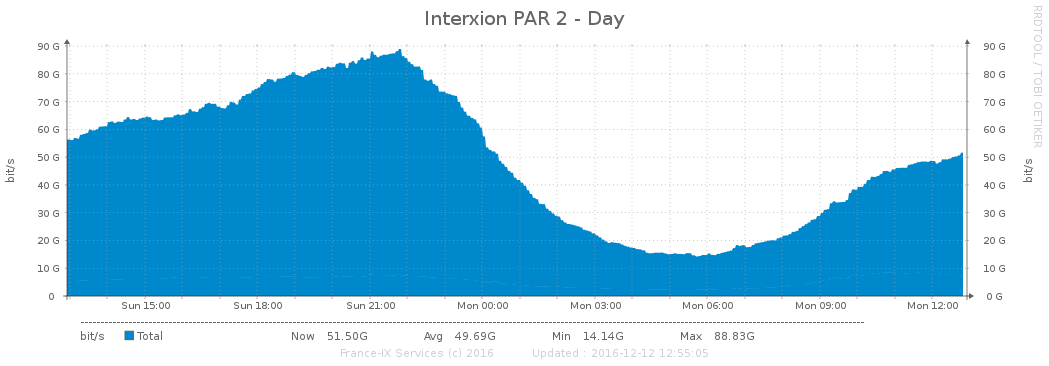 Interxion PAR 2 - Day
RRDTOOL / TOBI OETIKER
90 G 90 G
80 G 80 G
70 G 70 G
60 G 60 G
50 G 50 G
40 G 40 G
30 G 30 G
20 G 20 G
10 G 10 G
0 0 G
bit/s bit/s
Sun 15:00 Sun 18:00 Sun 21:00 Mon 00:00 Mon 03:00 Mon 06:00 Mon 09:00 Mon 12:00
bit/s Total Now 51.50G Avg 49.69G Min 14.14G Max 88.83G
France-IX Services (c) 2016 Updated : 2016-12-12 12:55:05